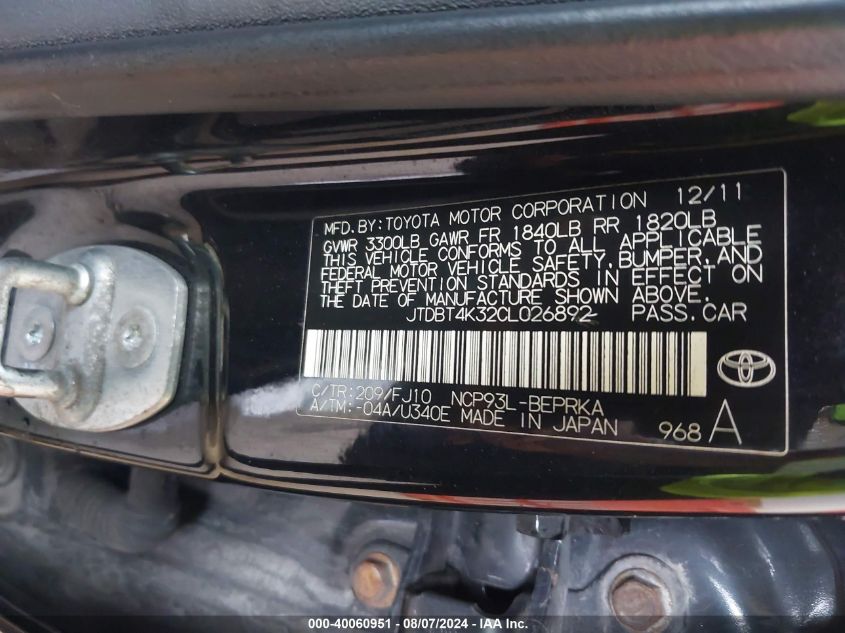 MFD.BY:TOYOTA MOTOR CORPORATION 12/11
GVWR 3300LB GAWR FR 1840LB RR 1820LB
THIS VEHICLE CONFORMS TO ALL APPLICABLE
FEDERAL MOTOR VEHICLE SAFETY, BUMPER, AND
THEFT PREVENTION STANDARDS IN EFFECT ON
THE DATE OF MANUFACTURE SHOWN ABOVE.
JTDBT4K32CL026892 PASS.CAR
C/TR:209/FJ10 NCP93L-BEPRKA
A/TM:-04A/U340E MADE IN JAPAN 968 A
000-40060951 - 08/07/2024 - IAA Inc.